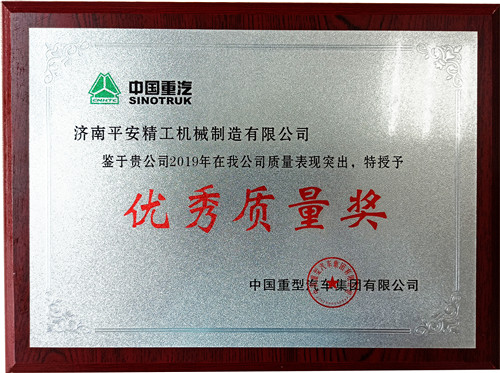 中国重汽
SINOTRUK
CNHTC
济南平安精工机械制造有限公司
鉴于贵公司2019年在我公司质量表现突出，特授予
优秀质量奖
中国重型汽车集团有限公司